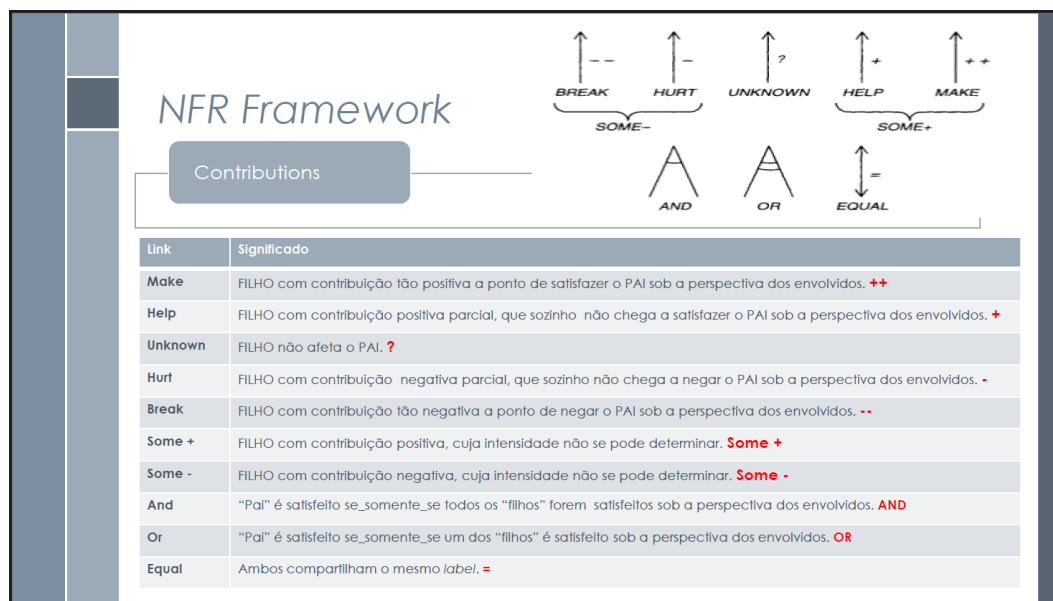 -- - ? + ++
BREAK HURT UNKNOWN HELP MAKE
SOME- SOME+
NFR Framework
Contributions
=
AND OR EQUAL
Link Significado
Make FILHO com contribuição tão positiva a ponto de satisfazer o PAI sob a perspectiva dos envolvidos. ++
Help FILHO com contribuição positiva parcial, que sozinho não chega a satisfazer o PAI sob a perspectiva dos envolvidos. +
Unknown FILHO não afeta o PAI. ?
Hurt FILHO com contribuição negativa parcial, que sozinho não chega a negar o PAI sob a perspectiva dos envolvidos. -
Break FILHO com contribuição tão negativa a ponto de negar o PAI sob a perspectiva dos envolvidos. --
Some + FILHO com contribuição positiva, cuja intensidade não se pode determinar. Some +
Some - FILHO com contribuição negativa, cuja intensidade não se pode determinar. Some -
And “Pai” é satisfeito se_somente_se todos os “filhos” forem satisfeitos sob a perspectiva dos envolvidos. AND
Or “Pai” é satisfeito se_somente_se um dos “filhos” é satisfeito sob a perspectiva dos envolvidos. OR
Equal Ambos compartilham o mesmo label. =